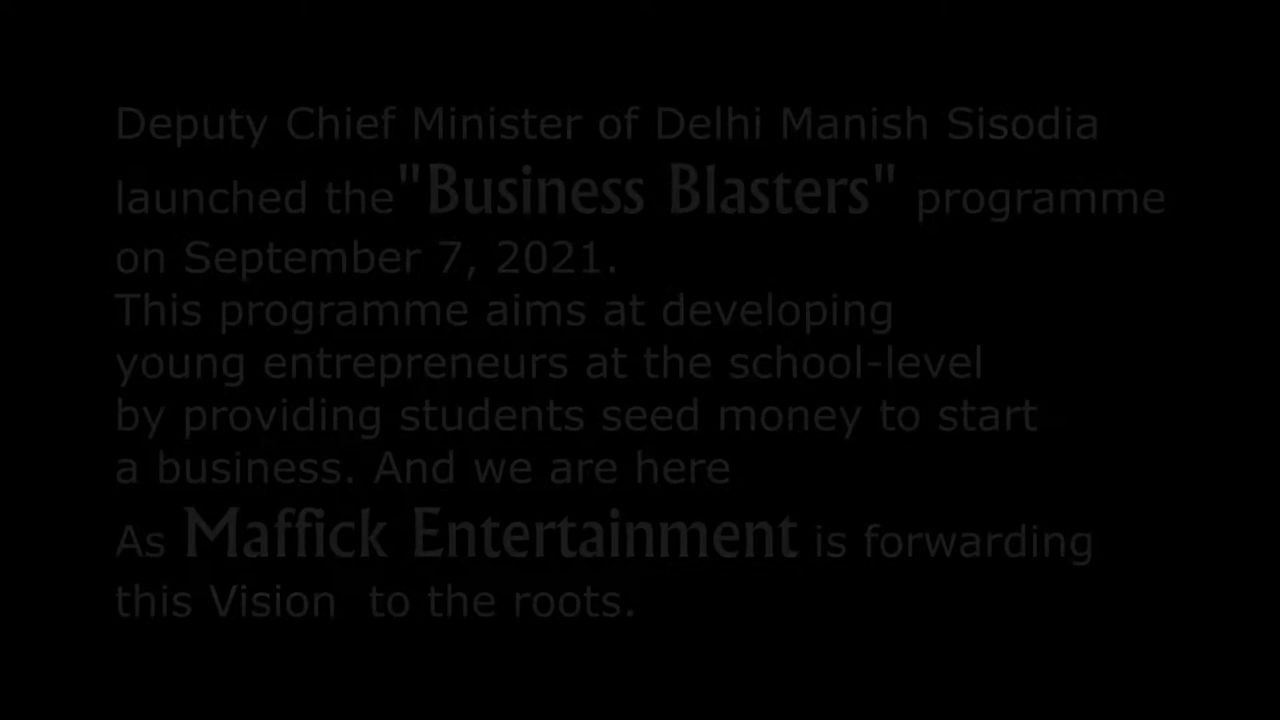 Deputy Chief Minister of Delhi Manish Sisodia
launched the "Business Blasters" programme
on September 7, 2021.
This programme aims at developing
young entrepreneurs at the school-level
by providing students seed money to start
a business. And we are here
As Maffick Entertainment is forwarding
this Vision to the roots.